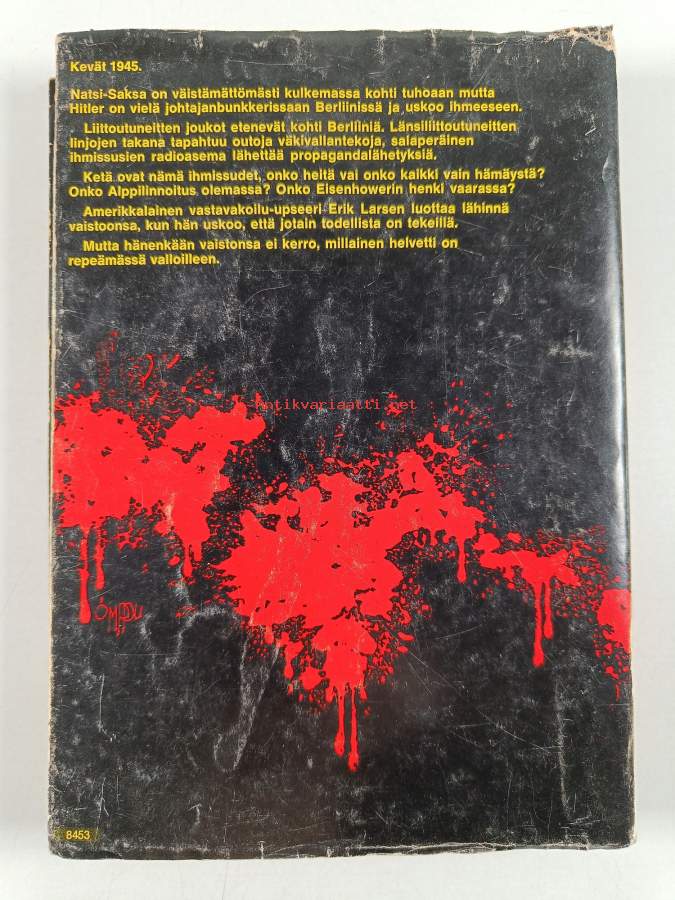 Kevät 1945.
Natsi-Saksa on väistämättömästi kulkemassa kohti tuhoaan mutta
Hitler on vielä johtajanbunkkerissaan Berliinissä ja uskoo ihmeeseen.
Liittoutuneitten joukot etenevät kohti Berliiniä. Länsiliittoutuneitten
linjojen takana tapahtuu outoja väkivallantekoja, salaperäinen
ihmissusien radioasema lähettää propagandalähetyksiä.
Ketä ovat nämä ihmissudet, onko heitä vai onko kaikki vain hämäystä?
Onko Alppilinnoitus olemassa? Onko Eisenhowerin henki vaarassa?
Amerikkalainen vastavakoilu-upseeri Erik Larsen luottaa lähinnä
vaistoonsa, kun hän uskoo, että jotain todellista on tekeillä.
Mutta hänenkään vaistonsa ei kerro, millainen helvetti on
repeämässä valloilleen.
Antikvariaatti.net
Ömppu
8453